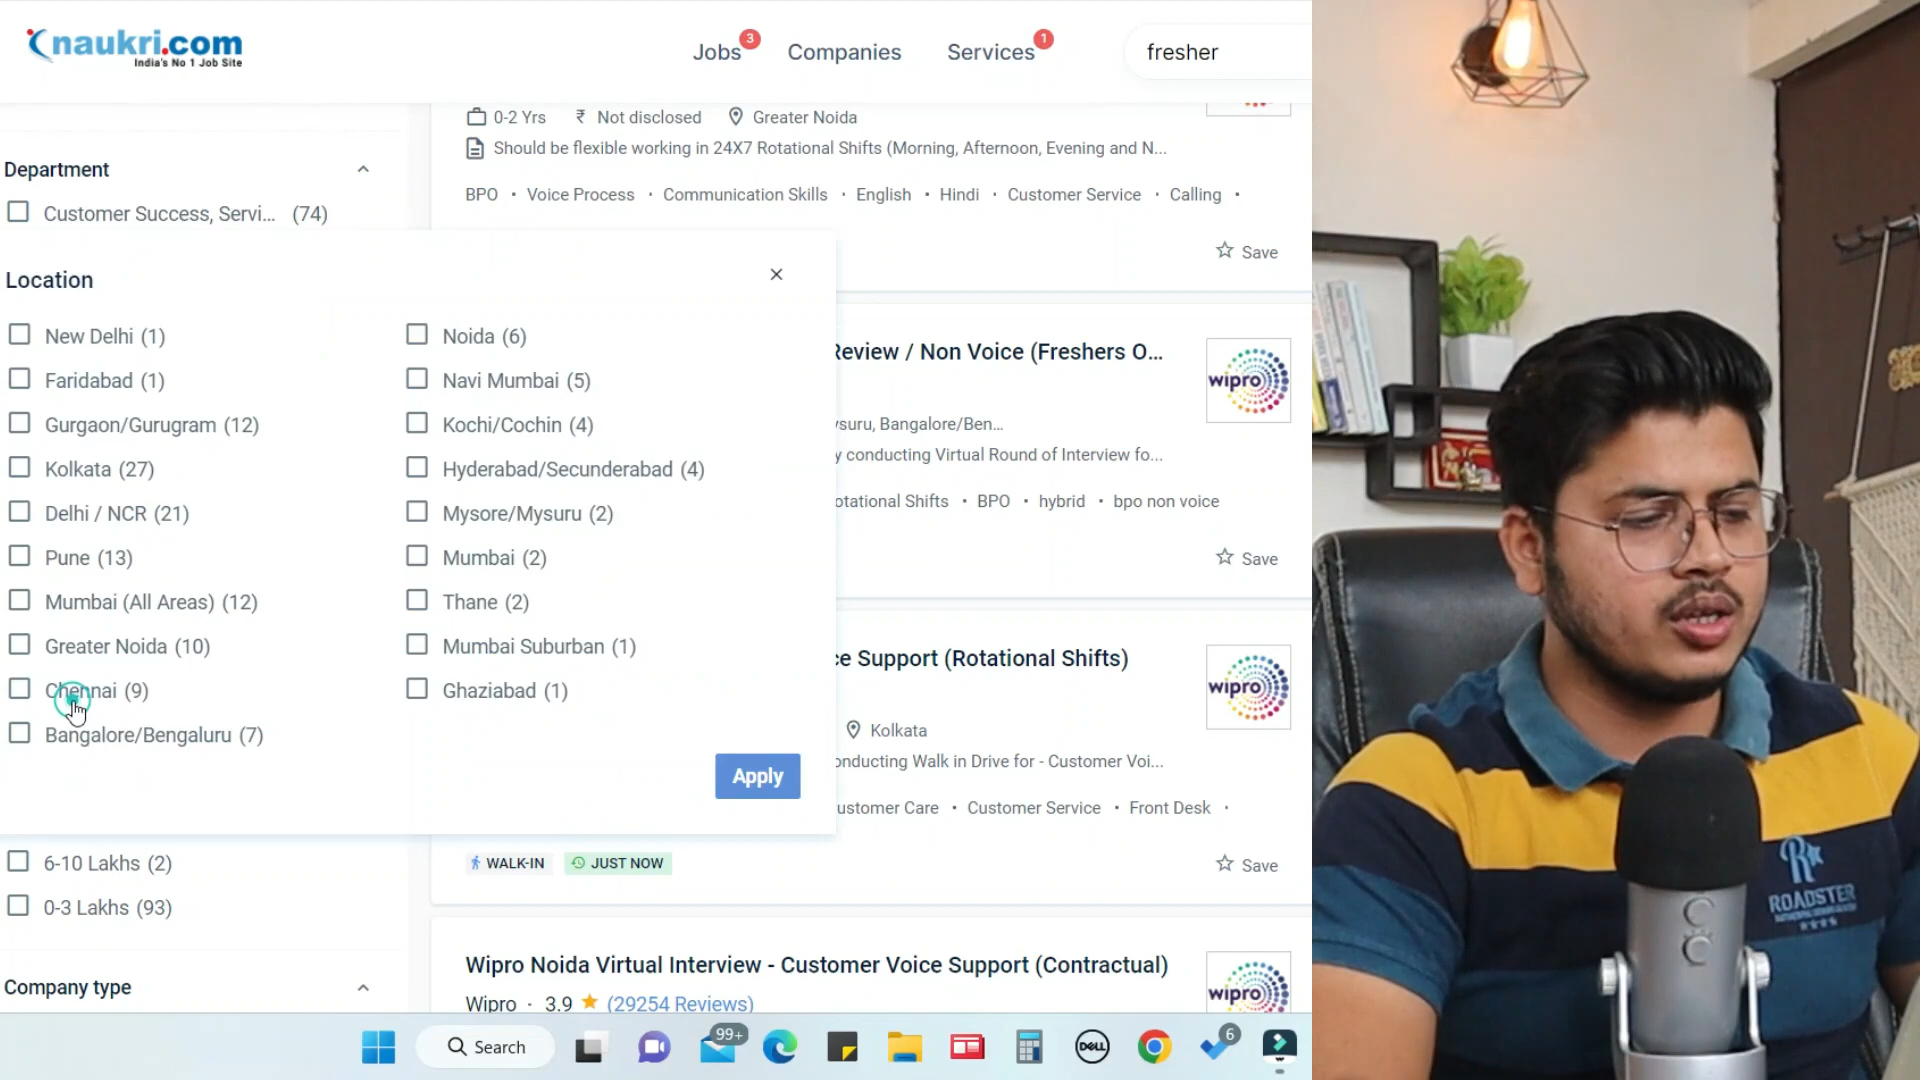 naukri.com
India's No 1 Job Site
Jobs 3
Companies
Services 1
fresher
0-2 Yrs
₹ Not disclosed
Greater Noida
Should be flexible working in 24X7 Rotational Shifts (Morning, Afternoon, Evening and N...
BPO • Voice Process • Communication Skills • English • Hindi • Customer Service • Calling •
Save
Department
Customer Success, Servi... (74)
Location
New Delhi (1)
Faridabad (1)
Gurgaon/Gurugram (12)
Kolkata (27)
Delhi / NCR (21)
Pune (13)
Mumbai (All Areas) (12)
Greater Noida (10)
Chennai (9)
Bangalore/Bengaluru (7)
Noida (6)
Navi Mumbai (5)
Kochi/Cochin (4)
Hyderabad/Secunderabad (4)
Mysore/Mysuru (2)
Mumbai (2)
Thane (2)
Mumbai Suburban (1)
Ghaziabad (1)
Apply
Review / Non Voice (Freshers O...
wipro
ysuru, Bangalore/Ben...
y conducting Virtual Round of Interview fo...
otational Shifts • BPO • hybrid • bpo non voice
Save
ce Support (Rotational Shifts)
wipro
Kolkata
onducting Walk in Drive for - Customer Voi...
ustomer Care • Customer Service • Front Desk •
WALK-IN
JUST NOW
Save
6-10 Lakhs (2)
0-3 Lakhs (93)
Company type
Wipro Noida Virtual Interview - Customer Voice Support (Contractual)
Wipro • 3.9 ★ (29254 Reviews)
wipro
Search
99+
DELL
6
R
ROADSTER